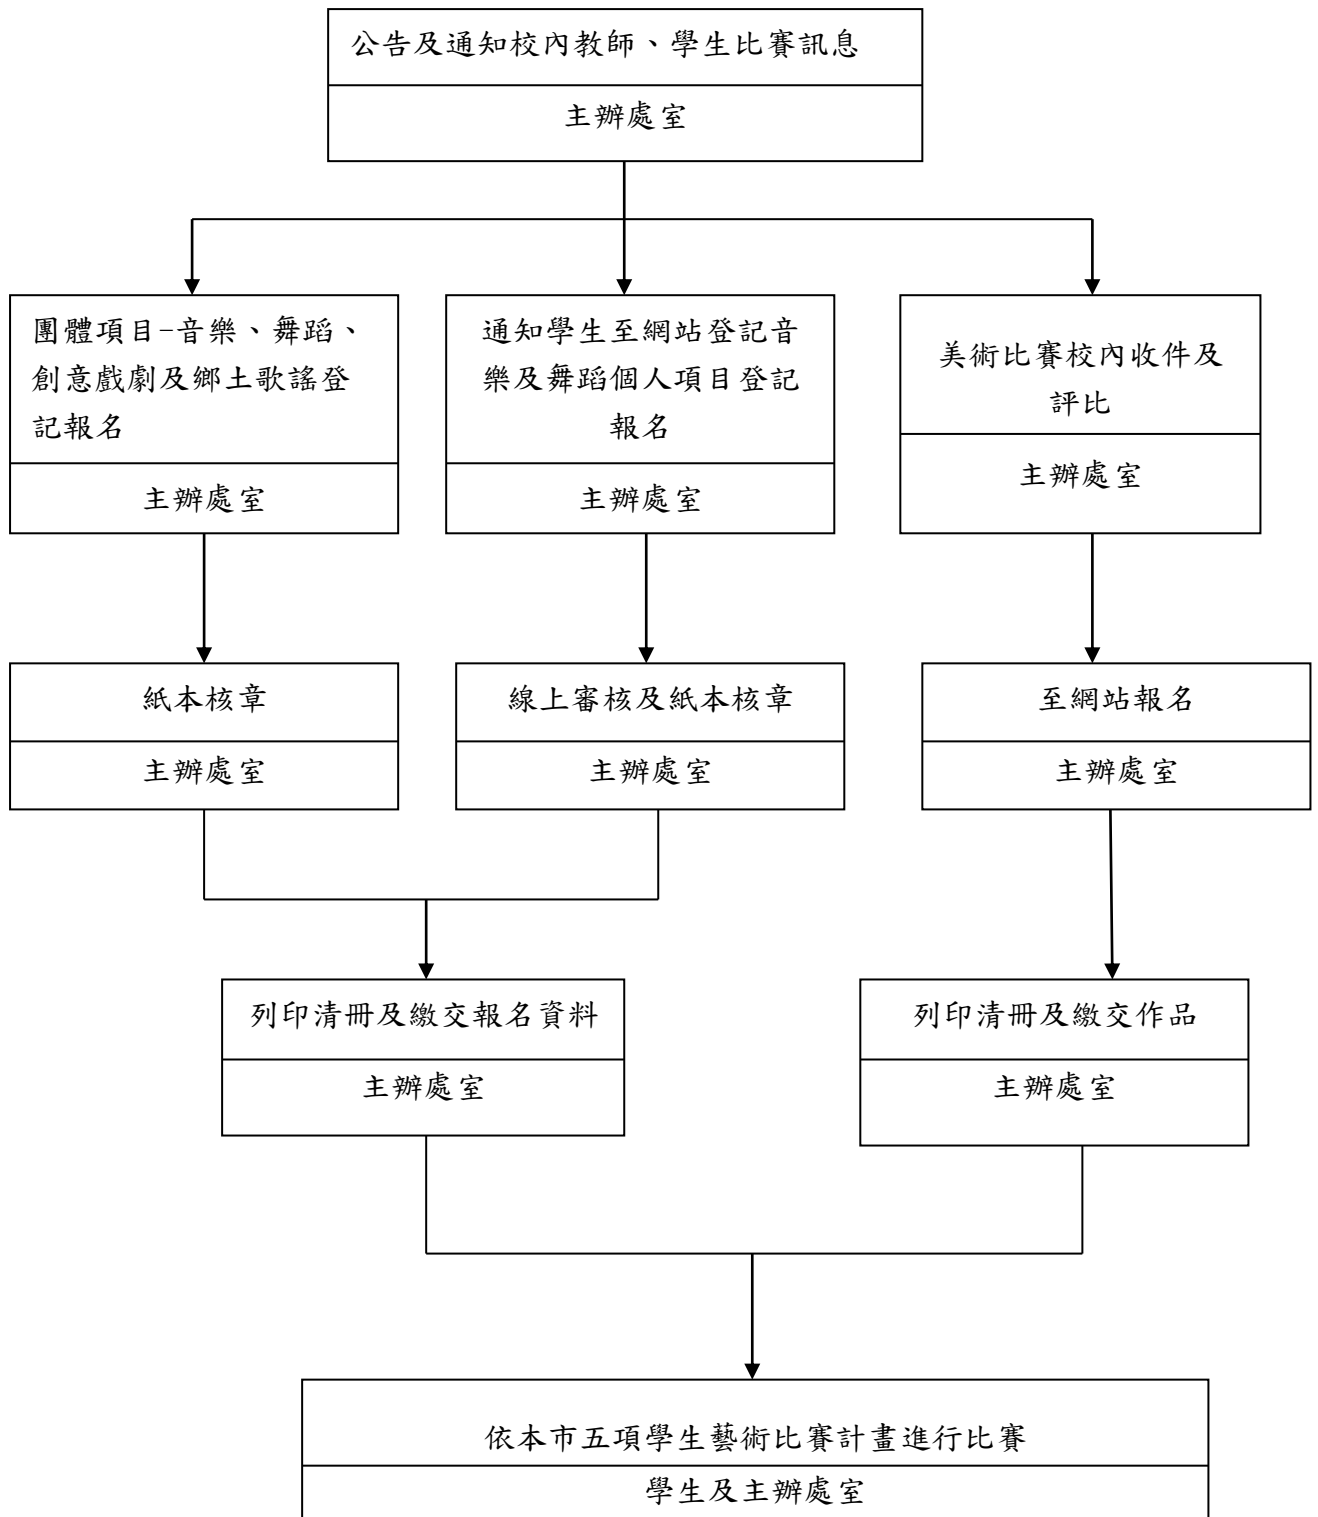 公告及通知校內教師、學生比賽訊息
主辦處室
團體項目-音樂、舞蹈、
創意戲劇及鄉土歌謠登
記報名
主辦處室
通知學生至網站登記音
樂及舞蹈個人項目登記
報名
主辦處室
美術比賽校內收件及
評比
主辦處室
紙本核章
主辦處室
線上審核及紙本核章
主辦處室
至網站報名
主辦處室
列印清冊及繳交報名資料
主辦處室
列印清冊及繳交作品
主辦處室
依本市五項學生藝術比賽計畫進行比賽
學生及主辦處室